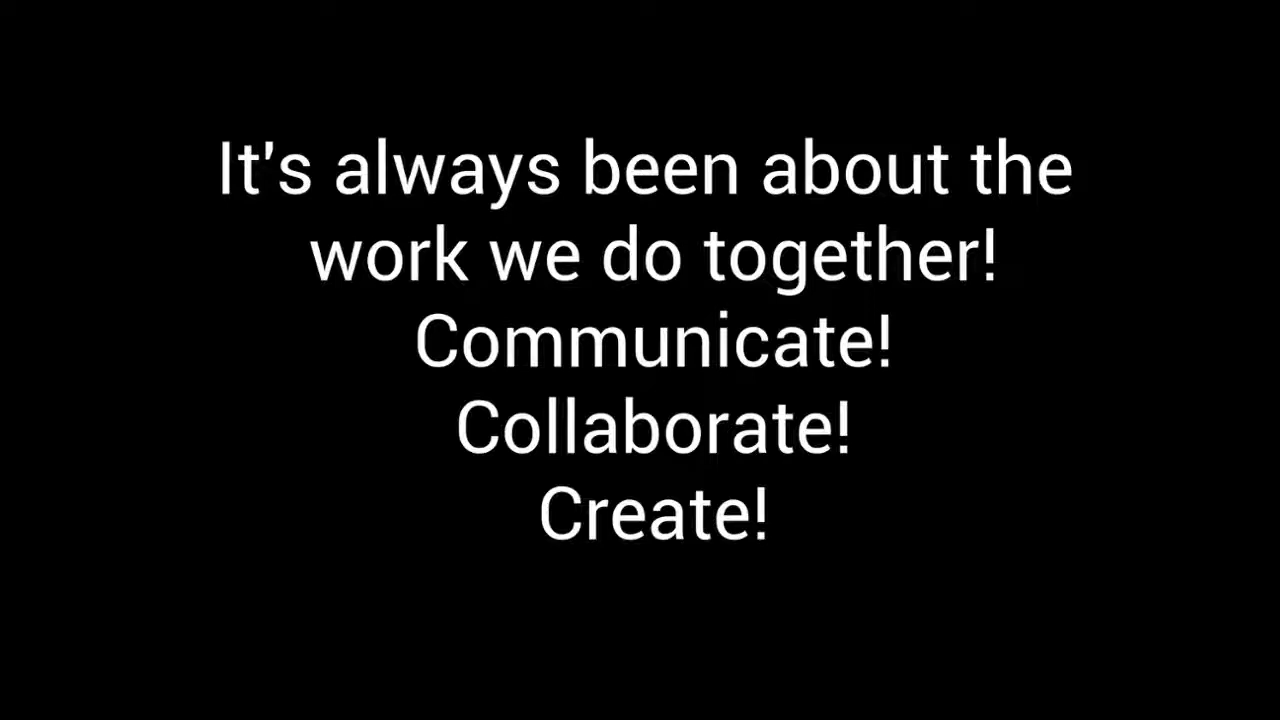 It's always been about the
work we do together!
Communicate!
Collaborate!
Create!